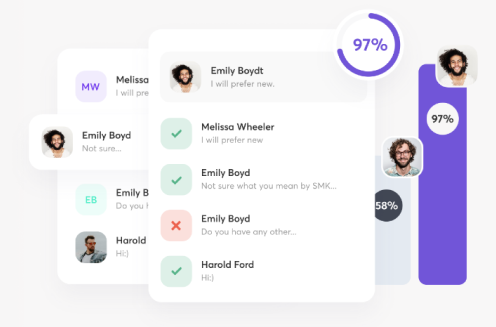 97%
Emily Boydt
I will prefer new.
MW
Melissa
I will pre
Melissa Wheeler
I will prefer new
97%
Emily Boyd
Not sure...
Emily Boyd
Not sure what you mean by SMK...
EB
Emily B
Do you h
Emily Boyd
Do you have any other...
58%
Harold
Hi:)
Harold Ford
Hi:)